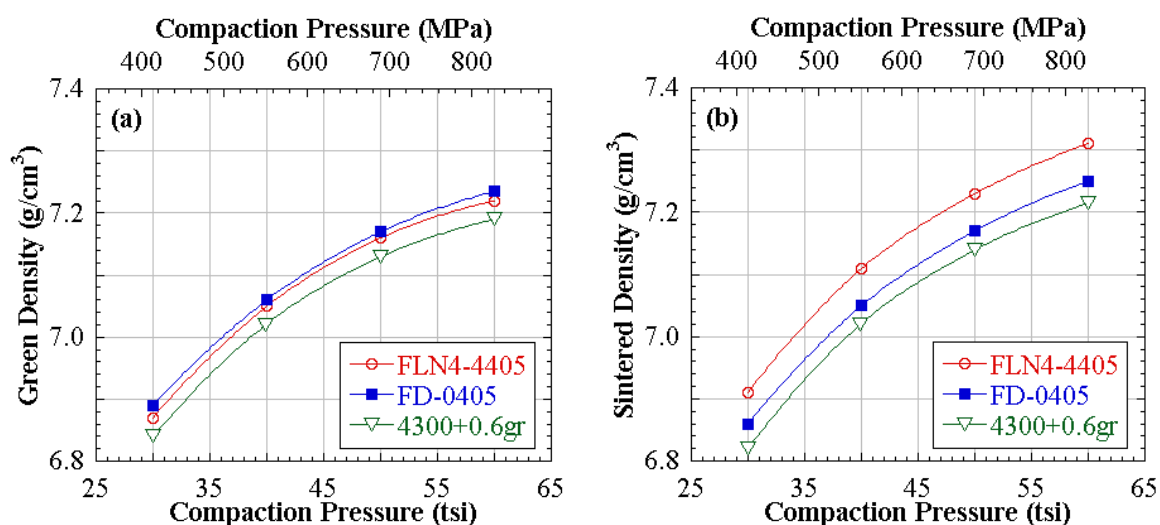 Compaction Pressure (MPa)
400 500 600 700 800
7.4
7.2
7.0
6.8
Green Density (g/cm³)
(a)
FLN4-4405
FD-0405
4300+0.6gr
25 35 45 55 65
Compaction Pressure (tsi)
Compaction Pressure (MPa)
400 500 600 700 800
7.4
7.2
7.0
6.8
Sintered Density (g/cm³)
(b)
FLN4-4405
FD-0405
4300+0.6gr
25 35 45 55 65
Compaction Pressure (tsi)